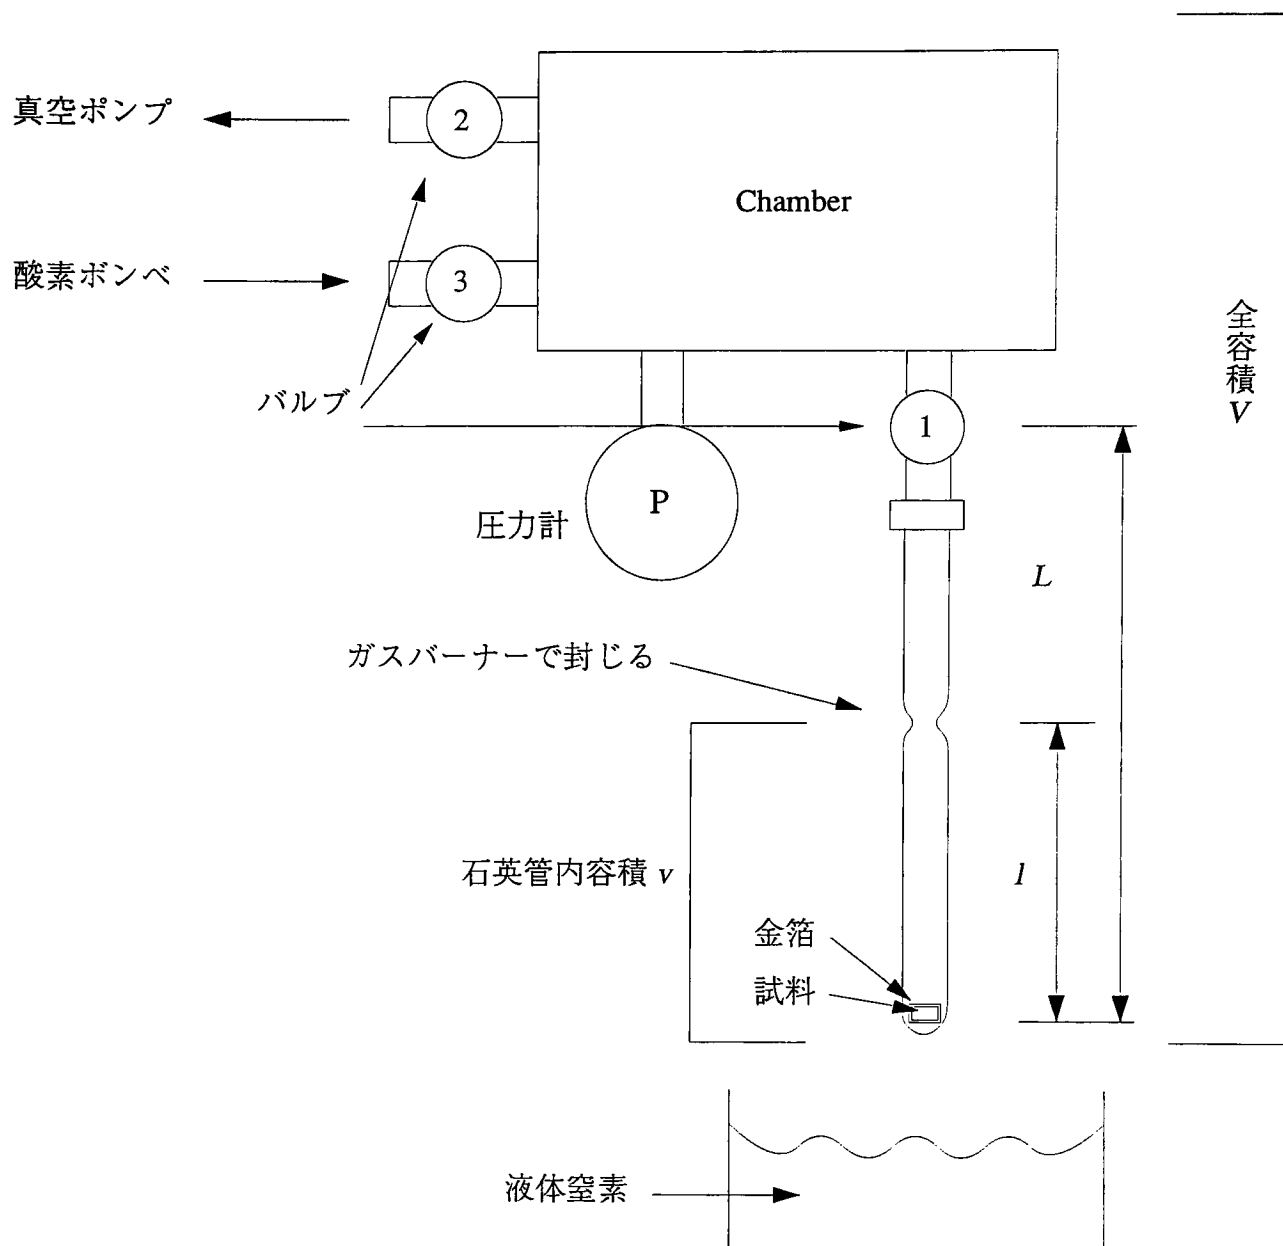 真空ポンプ
2
Chamber
酸素ボンベ
3
全容積 V
バルブ
1
P
圧力計
L
ガスバーナーで封じる
石英管内容積 v
l
金箔
試料
液体窒素